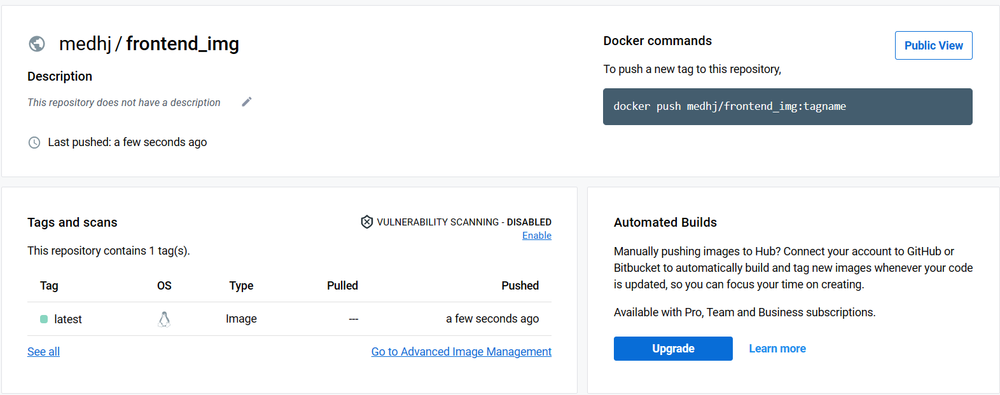 medhj / frontend_img
Description
This repository does not have a description
Last pushed: a few seconds ago
Docker commands
Public View
To push a new tag to this repository,
docker push medhj/frontend_img:tagname
Tags and scans
VULNERABILITY SCANNING - DISABLED
Enable
This repository contains 1 tag(s).
Tag OS Type Pulled Pushed
latest Image --- a few seconds ago
See all Go to Advanced Image Management
Automated Builds
Manually pushing images to Hub? Connect your account to GitHub or
Bitbucket to automatically build and tag new images whenever your code
is updated, so you can focus your time on creating.
Available with Pro, Team and Business subscriptions.
Upgrade Learn more